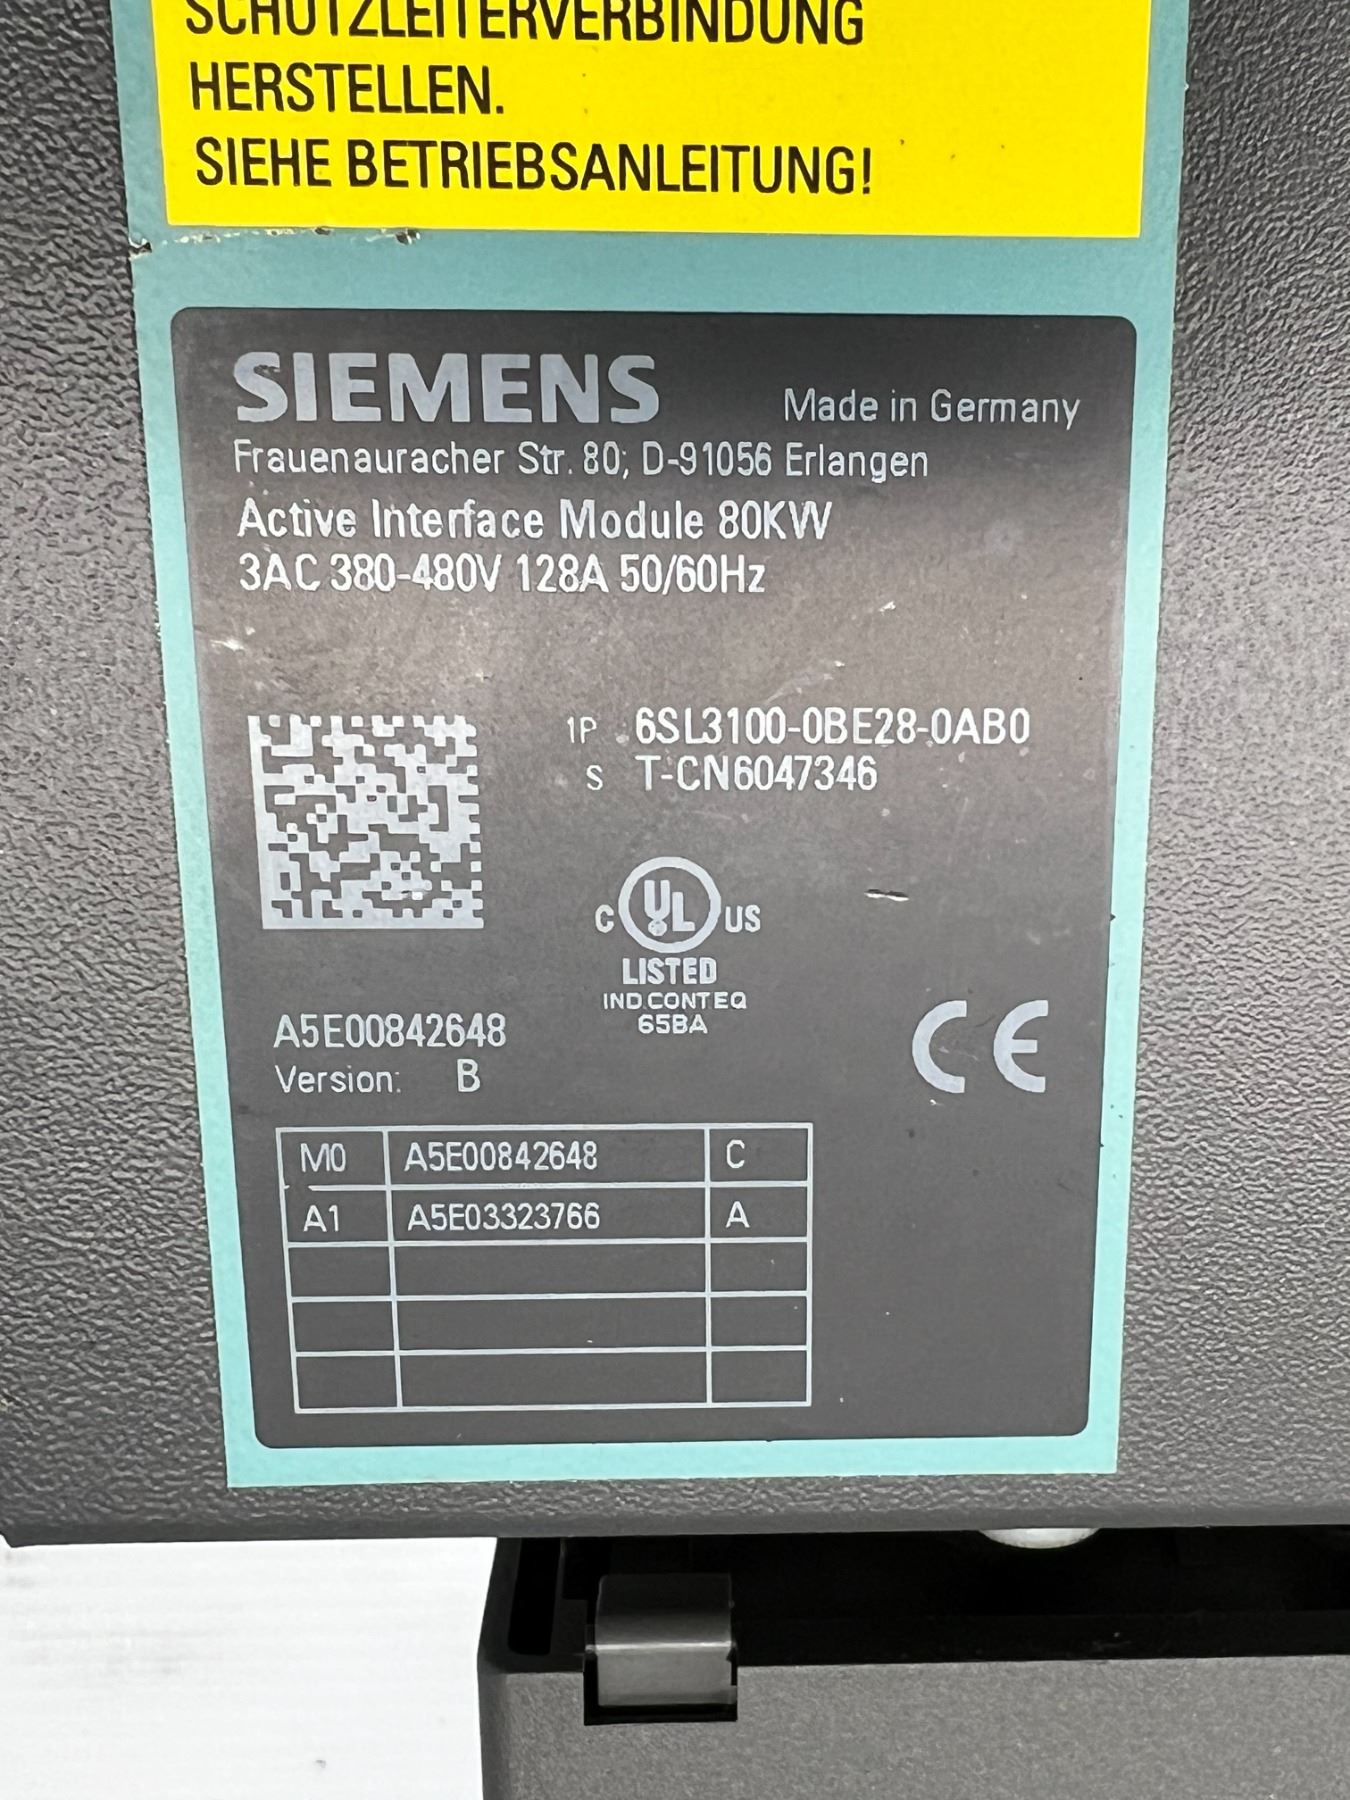 SCHUTZLEITERVERBINDUNG
HERSTELLEN.
SIEHE BETRIEBSANLEITUNG!
SIEMENS Made in Germany
Frauenauracher Str. 80; D-91056 Erlangen
Active Interface Module 80KW
3AC 380-480V 128A 50/60Hz
1P 6SL3100-0BE28-0AB0
S T-CN6047346
C UL US
LISTED
IND.CONT.EQ
65BA
A5E00842648
Version: B
CE
M0 A5E00842648 C
A1 A5E03323766 A